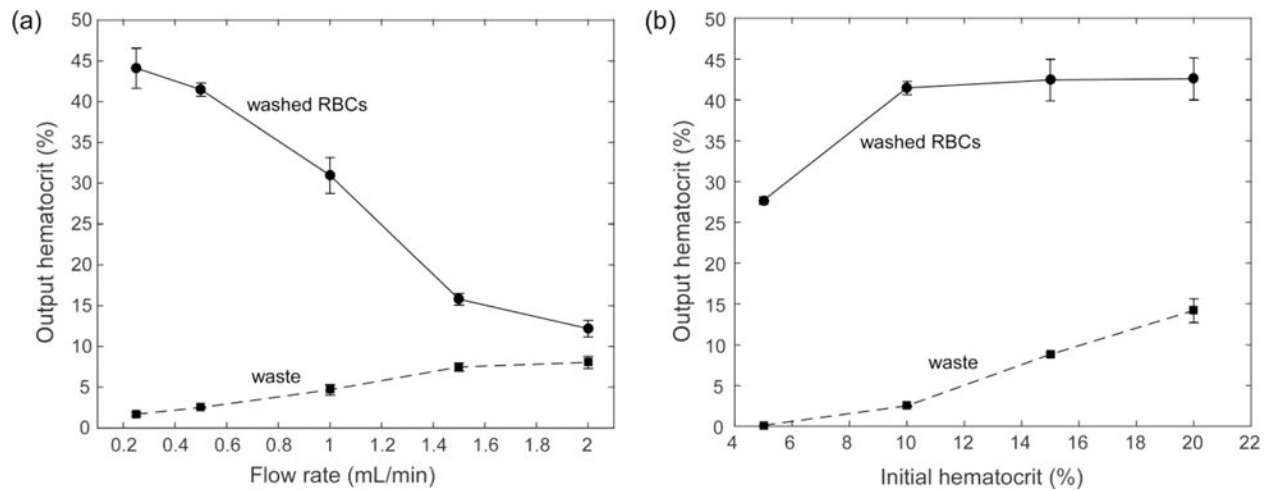 (a)
50
45
40
35
30
25
20
15
10
5
0
Output hematocrit (%)
washed RBCs
waste
0.2 0.4 0.6 0.8 1 1.2 1.4 1.6 1.8 2
Flow rate (mL/min)
(b)
50
45
40
35
30
25
20
15
10
5
0
Output hematocrit (%)
washed RBCs
waste
4 6 8 10 12 14 16 18 20 22
Initial hematocrit (%)